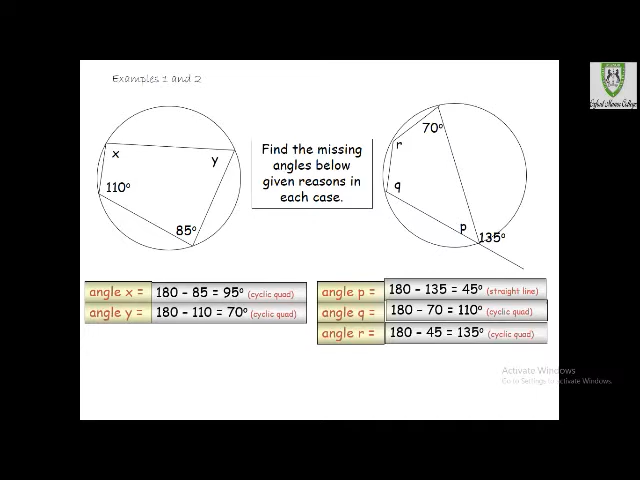 Examples 1 and 2
x
y
110°
85°
Find the missing
angles below
given reasons in
each case.
70°
r
q
p
135°
angle x = 180 – 85 = 95° (cyclic quad)
angle y = 180 – 110 = 70° (cyclic quad)
angle p = 180 – 135 = 45° (straight line)
angle q = 180 – 70 = 110° (cyclic quad)
angle r = 180 – 45 = 135° (cyclic quad)
Activate Windows
Go to Settings to activate Windows.